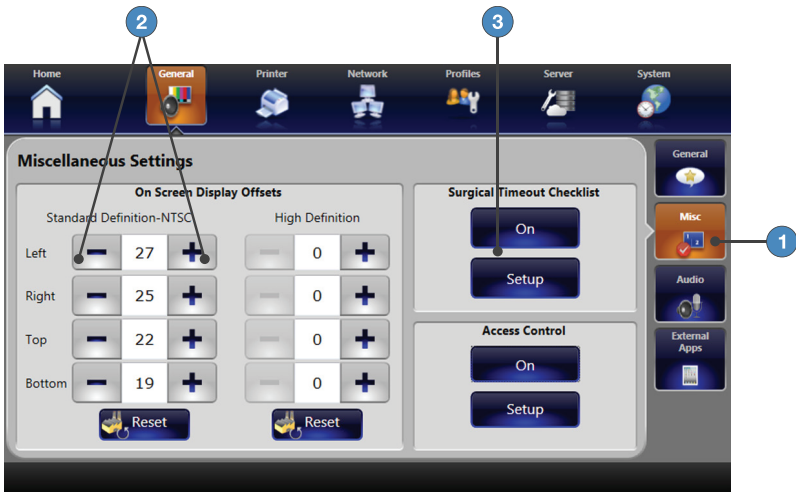 2
3
Home
General
Printer
Network
Profiles
Server
System
Miscellaneous Settings
General
On Screen Display Offsets
Surgical Timeout Checklist
Standard Definition-NTSC
High Definition
On
Misc
1
2
1
Left
- 27 +
- 0 +
Setup
Audio
Right
- 25 +
- 0 +
Top
- 22 +
- 0 +
Access Control
External
Apps
On
Bottom
- 19 +
- 0 +
Setup
Reset
Reset